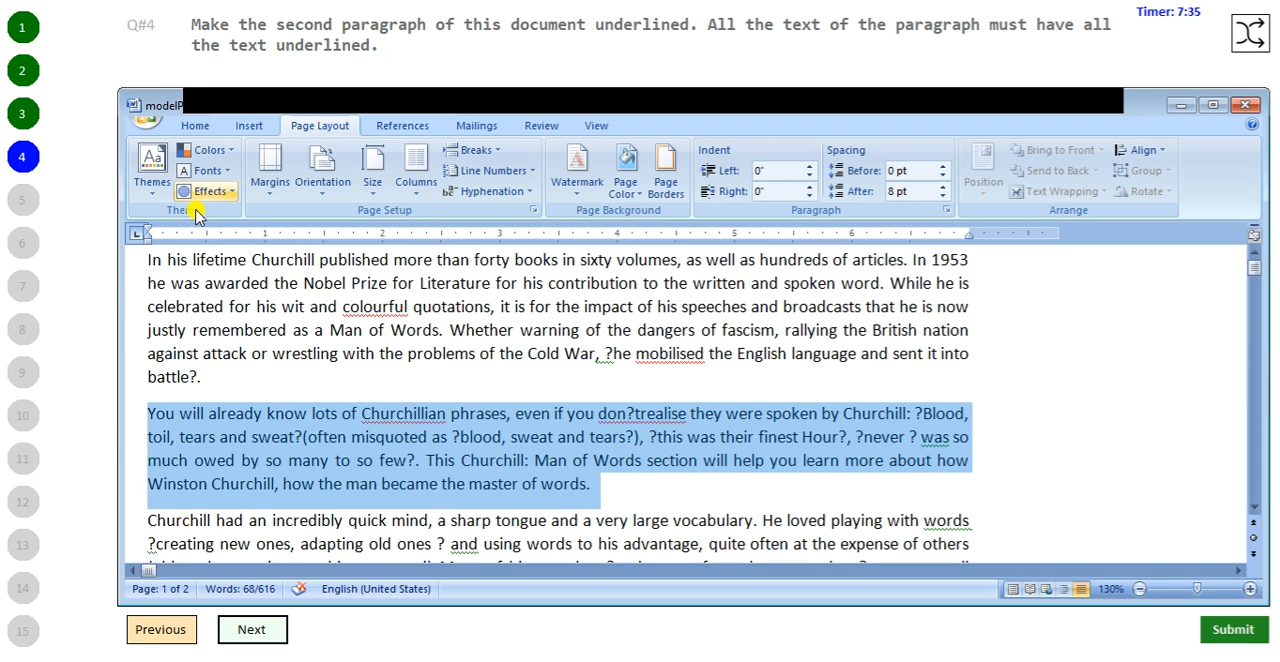 Timer: 7:35
1
Q#4 Make the second paragraph of this document underlined. All the text of the paragraph must have all
the text underlined.
2
3
4
5
6
7
8
9
10
11
12
13
14
15
modelP
Home Insert Page Layout References Mailings Review View
Themes
Colors
Fonts
Effects
Margins Orientation Size Columns
Breaks
Line Numbers
Hyphenation
Page Setup
Watermark Page Color Page Borders
Page Background
Indent
Left: 0"
Right: 0"
Spacing
Before: 0 pt
After: 8 pt
Paragraph
Position
Bring to Front
Send to Back
Text Wrapping
Align
Group
Rotate
Arrange
L 1 2 3 4 5 6
In his lifetime Churchill published more than forty books in sixty volumes, as well as hundreds of articles. In 1953
he was awarded the Nobel Prize for Literature for his contribution to the written and spoken word. While he is
celebrated for his wit and colourful quotations, it is for the impact of his speeches and broadcasts that he is now
justly remembered as a Man of Words. Whether warning of the dangers of fascism, rallying the British nation
against attack or wrestling with the problems of the Cold War, ?he mobilised the English language and sent it into
battle?.
You will already know lots of Churchillian phrases, even if you don?trealise they were spoken by Churchill: ?Blood,
toil, tears and sweat?(often misquoted as ?blood, sweat and tears?), ?this was their finest Hour?, ?never ? was so
much owed by so many to so few?. This Churchill: Man of Words section will help you learn more about how
Winston Churchill, how the man became the master of words.
Churchill had an incredibly quick mind, a sharp tongue and a very large vocabulary. He loved playing with words
?creating new ones, adapting old ones ? and using words to his advantage, quite often at the expense of others
Page: 1 of 2 Words: 68/616 English (United States) 130%
Previous Next Submit